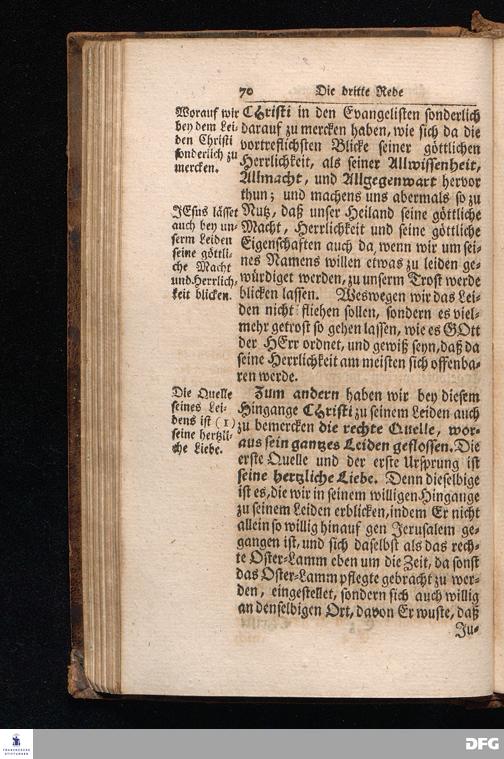 70 Die dritte Rede
Worauf wir
bey dem Lei-
den Christi
sonderlich zu
mercken.
CHristi in den Evangelisten sonderlich
darauf zu mercken haben, wie sich da die
vortreflichsten Blicke seiner göttlichen
Herrlichkeit, als seiner Allwissenheit,
Allmacht, und Allgegenwart hervor
thun; und machens uns abermals so zu
JEsus lässet
auch bey un-
serm Leiden
seine göttli-
che Macht
und Herrlich-
keit blicken.
Nutz, daß unser Heiland seine göttliche
Macht, Herrlichkeit und seine göttliche
Eigenschaften auch da, wenn wir um sei-
nes Namens willen etwas zu leiden ge-
würdiget werden, zu unserm Trost werde
blicken lassen. Weswegen wir das Lei-
den nicht fliehen sollen, sondern es viel-
mehr getrost so gehen lassen, wie es GOtt
der HErr ordnet, und gewiß seyn, daß da
seine Herrlichkeit am meisten sich offenba-
ren werde.
Die Quelle
seines Lei-
dens ist (1)
seine hertzli-
che Liebe.
Zum andern haben wir bey diesem
Hingange CHristi zu seinem Leiden auch
zu bemercken die rechte Quelle, wor-
aus sein gantzes Leiden geflossen. Die
erste Quelle und der erste Ursprung ist
seine hertzliche Liebe. Denn dieselbige
ist es, die wir in seinem willigen Hingange
zu seinem Leiden erblicken, indem Er nicht
allein so willig hinauf gen Jerusalem ge-
gangen ist, und sich daselbst als das rech-
te Oster-Lamm eben um die Zeit, da sonst
das Oster-Lamm pflegte gebracht zu wer-
den, eingestellet, sondern sich auch willig
an denselbigen Ort, davon Er wuste, daß
Ju-
FRANCKESCHE
STIFTUNGEN
DFG